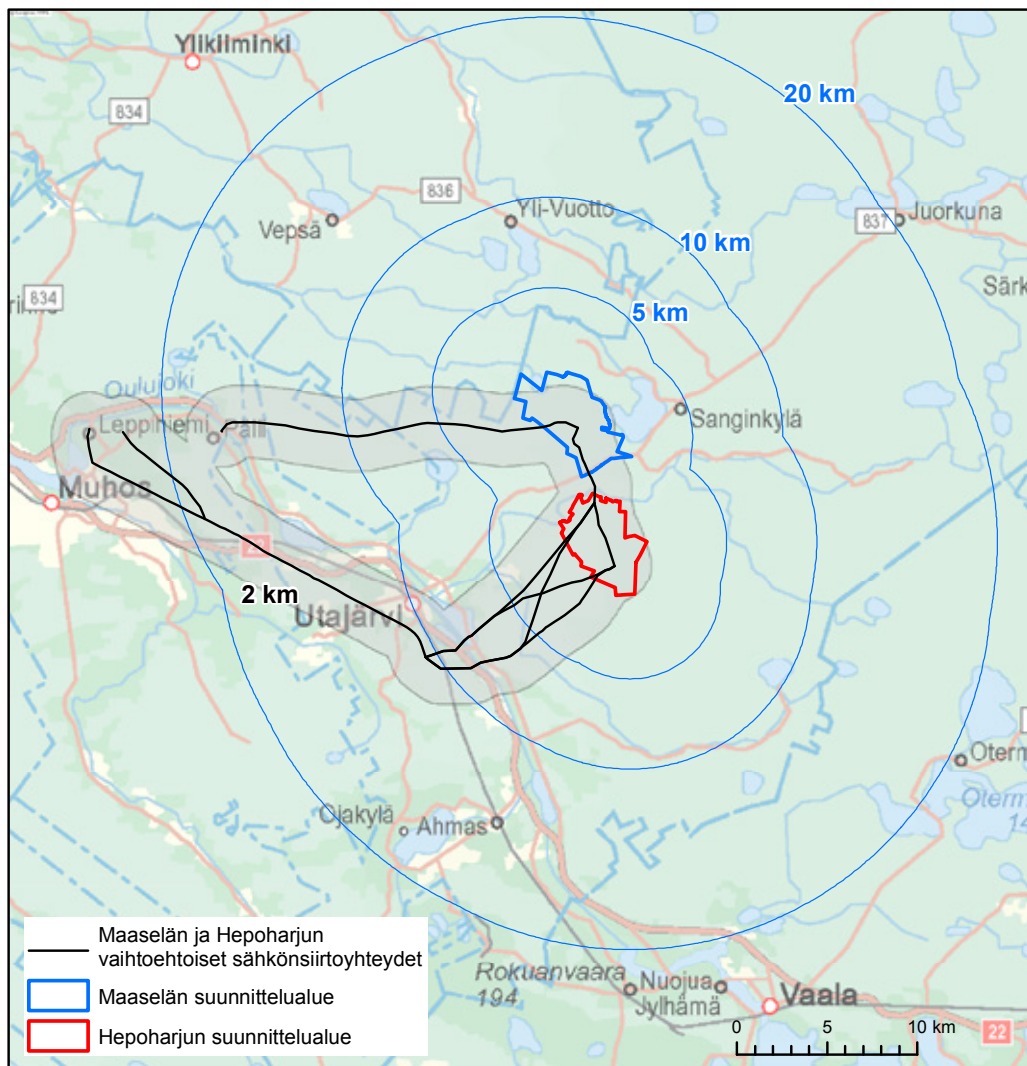 Ylikiiminki
20 km
834
836
Vepsä
Yli-Vuotto
837
Juorkuna
10 km
834
5 km
Särk
Oulujoki
Leppiniemi
Pälli
Sanginkylä
Muhos
22
2 km
Utajärvi
Oterm
Oterm
14
Ojakylä
Ahmas
Maaselän ja Hepoharjun
vaihtoehtoiset sähkönsiirtoyhteydet
Maaselän suunnittelualue
Hepoharjun suunnittelualue
Rokuanvaara
194
Nuojua
Jylhämä
Vaala
0 5 10 km
22